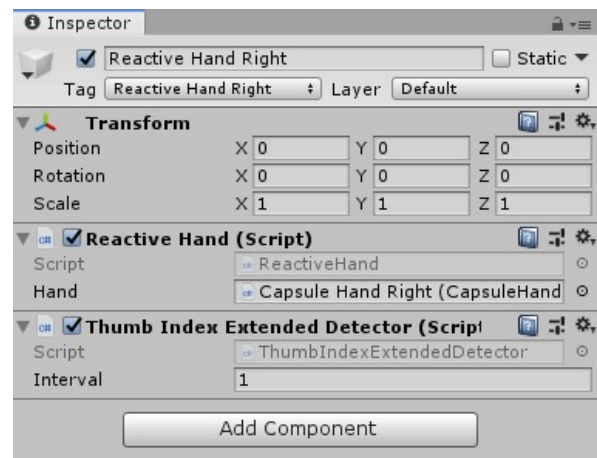 Inspector
Reactive Hand Right Static
Tag Reactive Hand Right Layer Default
Transform
Position X 0 Y 0 Z 0
Rotation X 0 Y 0 Z 0
Scale X 1 Y 1 Z 1
Reactive Hand (Script)
Script ReactiveHand
Hand Capsule Hand Right (CapsuleHand
Thumb Index Extended Detector (Script
Script ThumbIndexExtendedDetector
Interval 1
Add Component